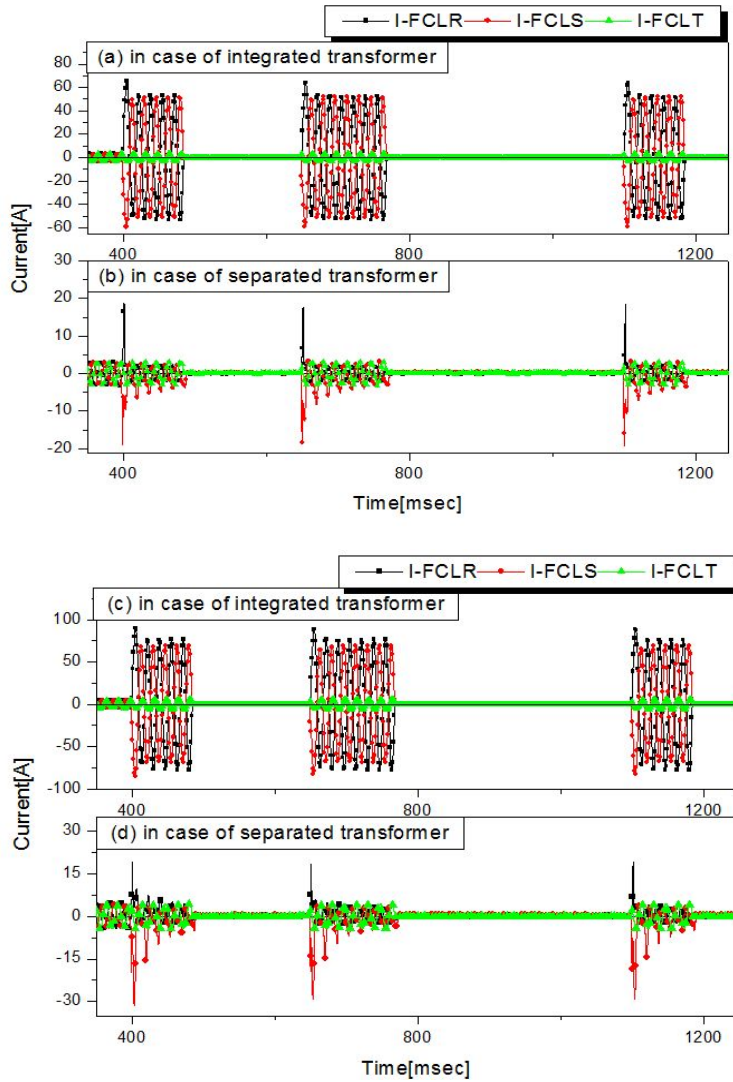 I-FCLR I-FCLS I-FCLT
(a) in case of integrated transformer
80
60
40
20
0
-20
-40
-60
400 800 1200
Current[A]
(b) in case of separated transformer
30
20
10
0
-10
-20
400 800 1200
Time[msec]
I-FCLR I-FCLS I-FCLT
(c) in case of integrated transformer
100
50
0
-50
-100
400 800 1200
Current[A]
(d) in case of separated transformer
30
15
0
-15
-30
400 800 1200
Time[msec]